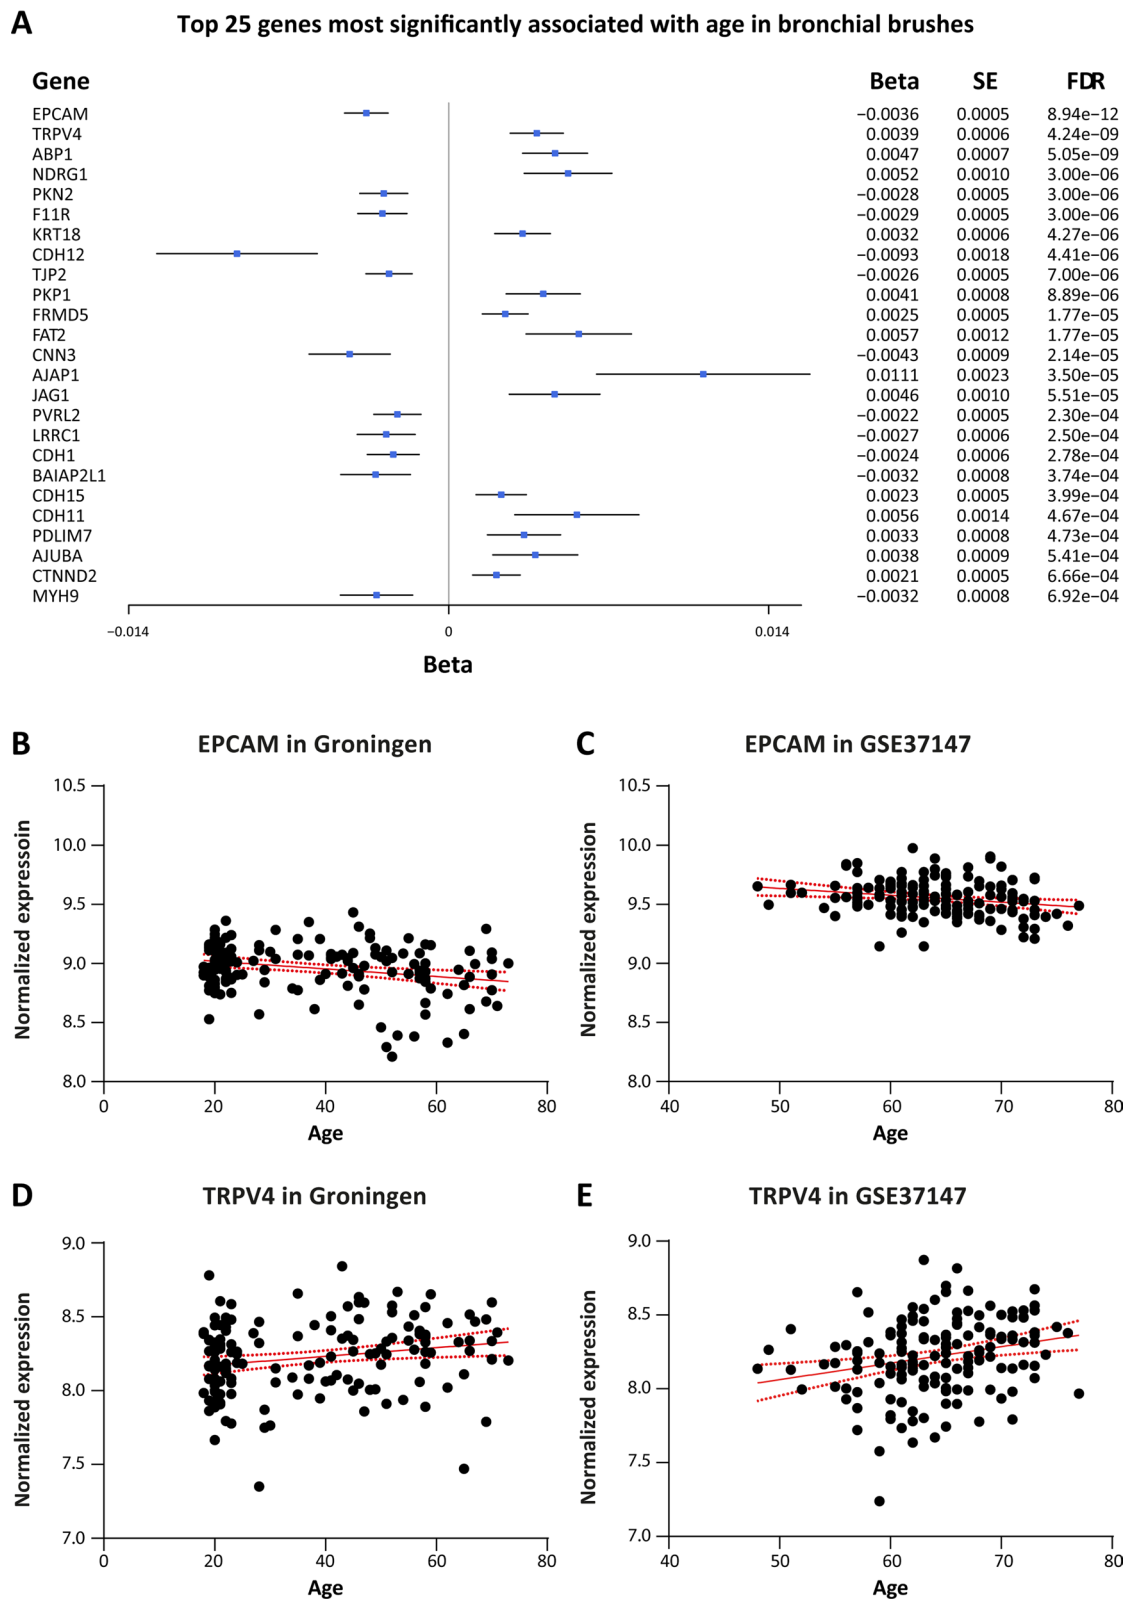 A
Top 25 genes most significantly associated with age in bronchial brushes
Gene Beta SE FDR
EPCAM −0.0036 0.0005 8.94e−12
TRPV4 0.0039 0.0006 4.24e−09
ABP1 0.0047 0.0007 5.05e−09
NDRG1 0.0052 0.0010 3.00e−06
PKN2 −0.0028 0.0005 3.00e−06
F11R −0.0029 0.0005 3.00e−06
KRT18 0.0032 0.0006 4.27e−06
CDH12 −0.0093 0.0018 4.41e−06
TJP2 −0.0026 0.0005 7.00e−06
PKP1 0.0041 0.0008 8.89e−06
FRMD5 0.0025 0.0005 1.77e−05
FAT2 0.0057 0.0012 1.77e−05
CNN3 −0.0043 0.0009 2.14e−05
AJAP1 0.0111 0.0023 3.50e−05
JAG1 0.0046 0.0010 5.51e−05
PVRL2 −0.0022 0.0005 2.30e−04
LRRC1 −0.0027 0.0006 2.50e−04
CDH1 −0.0024 0.0006 2.78e−04
BAIAP2L1 −0.0032 0.0008 3.74e−04
CDH15 0.0023 0.0005 3.99e−04
CDH11 0.0056 0.0014 4.67e−04
PDLIM7 0.0033 0.0008 4.73e−04
AJUBA 0.0038 0.0009 5.41e−04
CTNND2 0.0021 0.0005 6.66e−04
MYH9 −0.0032 0.0008 6.92e−04
−0.014 0 0.014
Beta
B
EPCAM in Groningen
Normalized expressoin
10.5
10.0
9.5
9.0
8.5
8.0
0 20 40 60 80
Age
C
EPCAM in GSE37147
Normalized expression
10.5
10.0
9.5
9.0
8.5
8.0
40 50 60 70 80
Age
D
TRPV4 in Groningen
Normalized expression
9.0
8.5
8.0
7.5
7.0
0 20 40 60 80
Age
E
TRPV4 in GSE37147
Normalized expression
9.0
8.5
8.0
7.5
7.0
40 50 60 70 80
Age